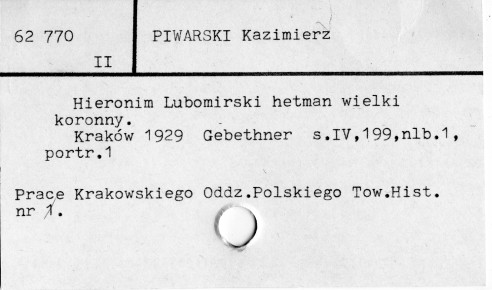 62 770
II
PIWARSKI Kazimierz
Hieronim Lubomirski hetman wielki
koronny.
Kraków 1929 Gebethner s.IV,199,nlb.1,
portr.1
Prace Krakowskiego Oddz.Polskiego Tow.Hist.
nr 1.